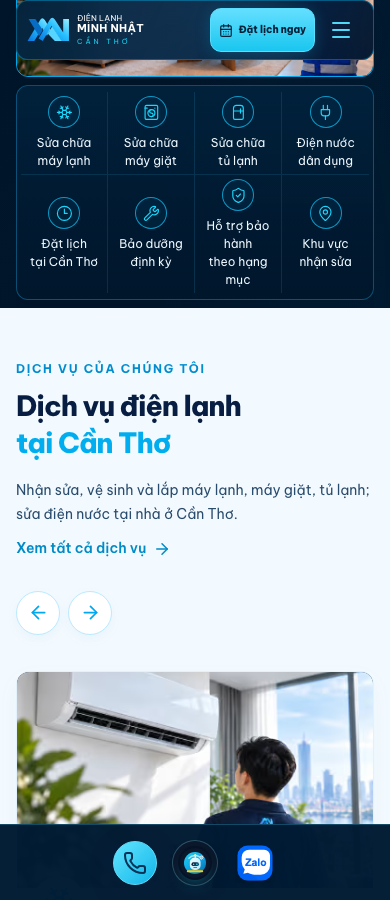 ĐIỆN LẠNH
MINH NHẬT
CẦN THƠ
Đặt lịch ngay
Sửa chữa
máy lạnh
Sửa chữa
máy giặt
Sửa chữa
tủ lạnh
Điện nước
dân dụng
Đặt lịch
tại Cần Thơ
Bảo dưỡng
định kỳ
Hỗ trợ bảo
hành
theo hạng
mục
Khu vực
nhận sửa
DỊCH VỤ CỦA CHÚNG TÔI
Dịch vụ điện lạnh
tại Cần Thơ
Nhận sửa, vệ sinh và lắp máy lạnh, máy giặt, tủ lạnh;
sửa điện nước tại nhà ở Cần Thơ.
Xem tất cả dịch vụ
Zalo